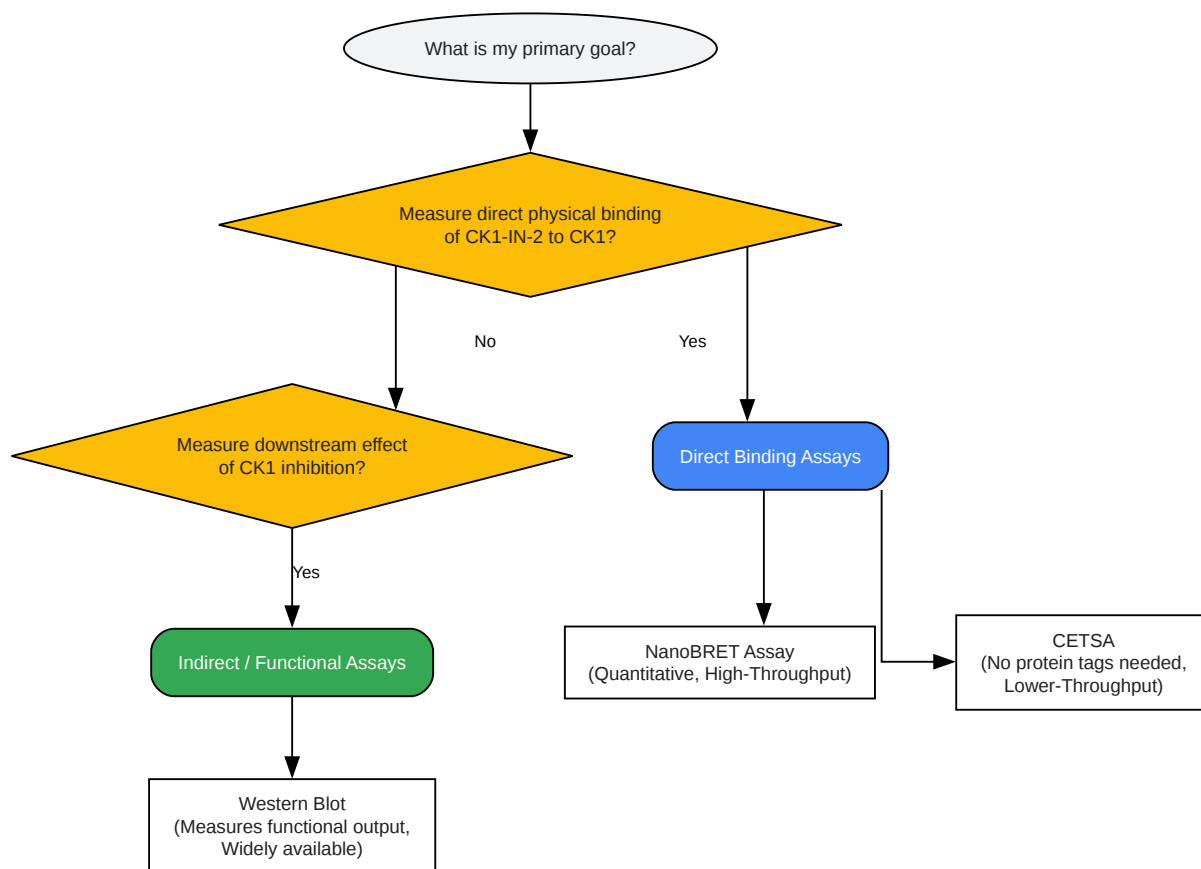 What is my primary goal?
Measure direct physical binding
of CK1-IN-2 to CK1?
No
Yes
Measure downstream effect
of CK1 inhibition?
Direct Binding Assays
Yes
Indirect / Functional Assays
NanoBRET Assay
(Quantitative, High-Throughput)
CETSA
(No protein tags needed,
Lower-Throughput)
Western Blot
(Measures functional output,
Widely available)